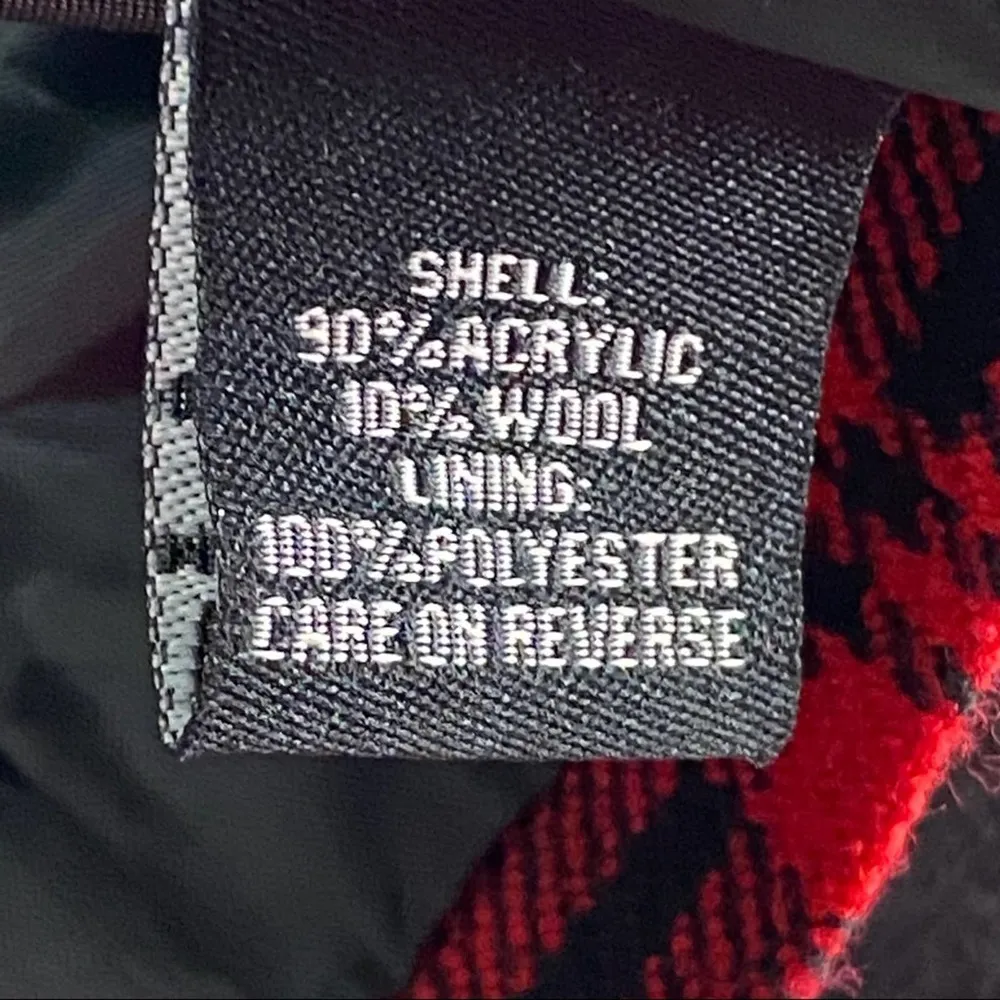 SHELL:
90%ACRYLIC
10% WOOL
LINING:
100%POLYESTER
CARE ON REVERSE